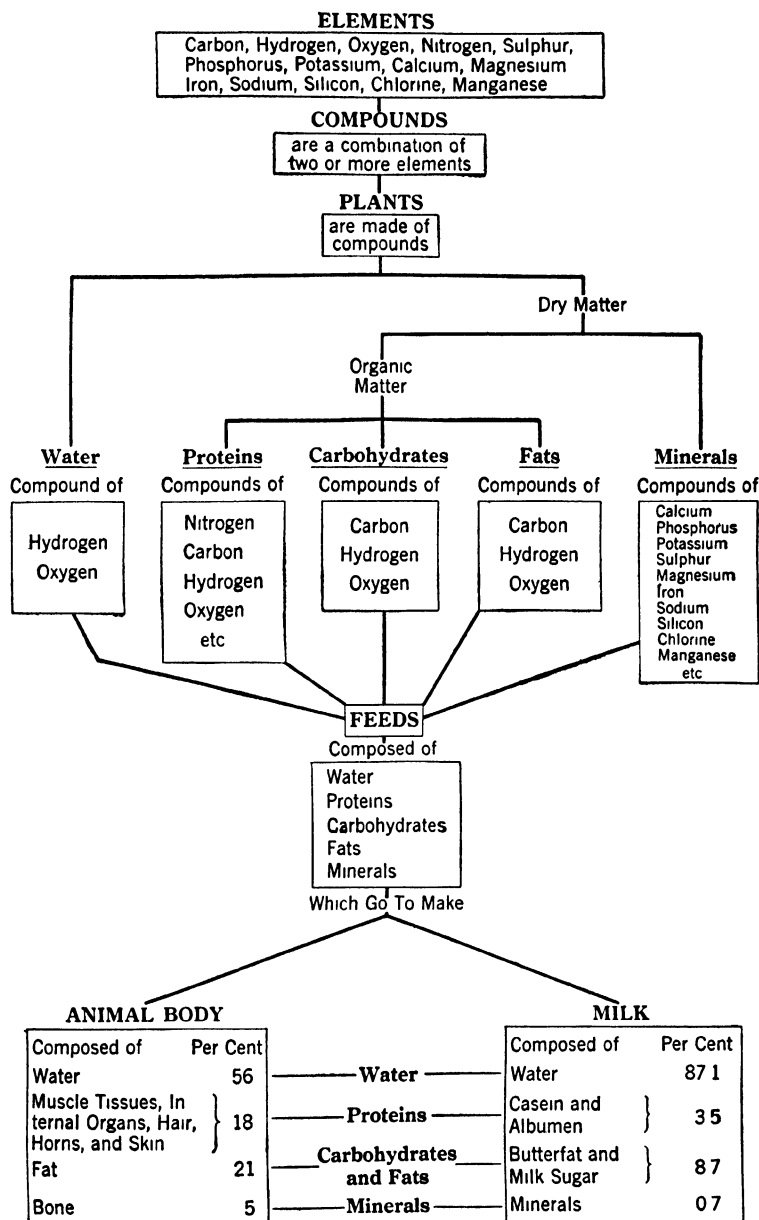 ELEMENTS
Carbon, Hydrogen, Oxygen, Nitrogen, Sulphur,
Phosphorus, Potassium, Calcium, Magnesium
Iron, Sodium, Silicon, Chlorine, Manganese
COMPOUNDS
are a combination of
two or more elements
PLANTS
are made of
compounds
Dry Matter
Organic
Matter
Water
Compound of
Hydrogen
Oxygen
Proteins
Compounds of
Nitrogen
Carbon
Hydrogen
Oxygen
etc
Carbohydrates
Compounds of
Carbon
Hydrogen
Oxygen
Fats
Compounds of
Carbon
Hydrogen
Oxygen
Minerals
Compounds of
Calcium
Phosphorus
Potassium
Sulphur
Magnesium
Iron
Sodium
Silicon
Chlorine
Manganese
etc
FEEDS
Composed of
Water
Proteins
Carbohydrates
Fats
Minerals
Which Go To Make
ANIMAL BODY
Composed of Per Cent
Water 56
Muscle Tissues, In
ternal Organs, Hair, 18
Horns, and Skin
Fat 21
Bone 5
Water
Proteins
Carbohydrates
and Fats
Minerals
MILK
Composed of Per Cent
Water 87 1
Casein and
Albumen 3 5
Butterfat and
Milk Sugar 8 7
Minerals 0 7